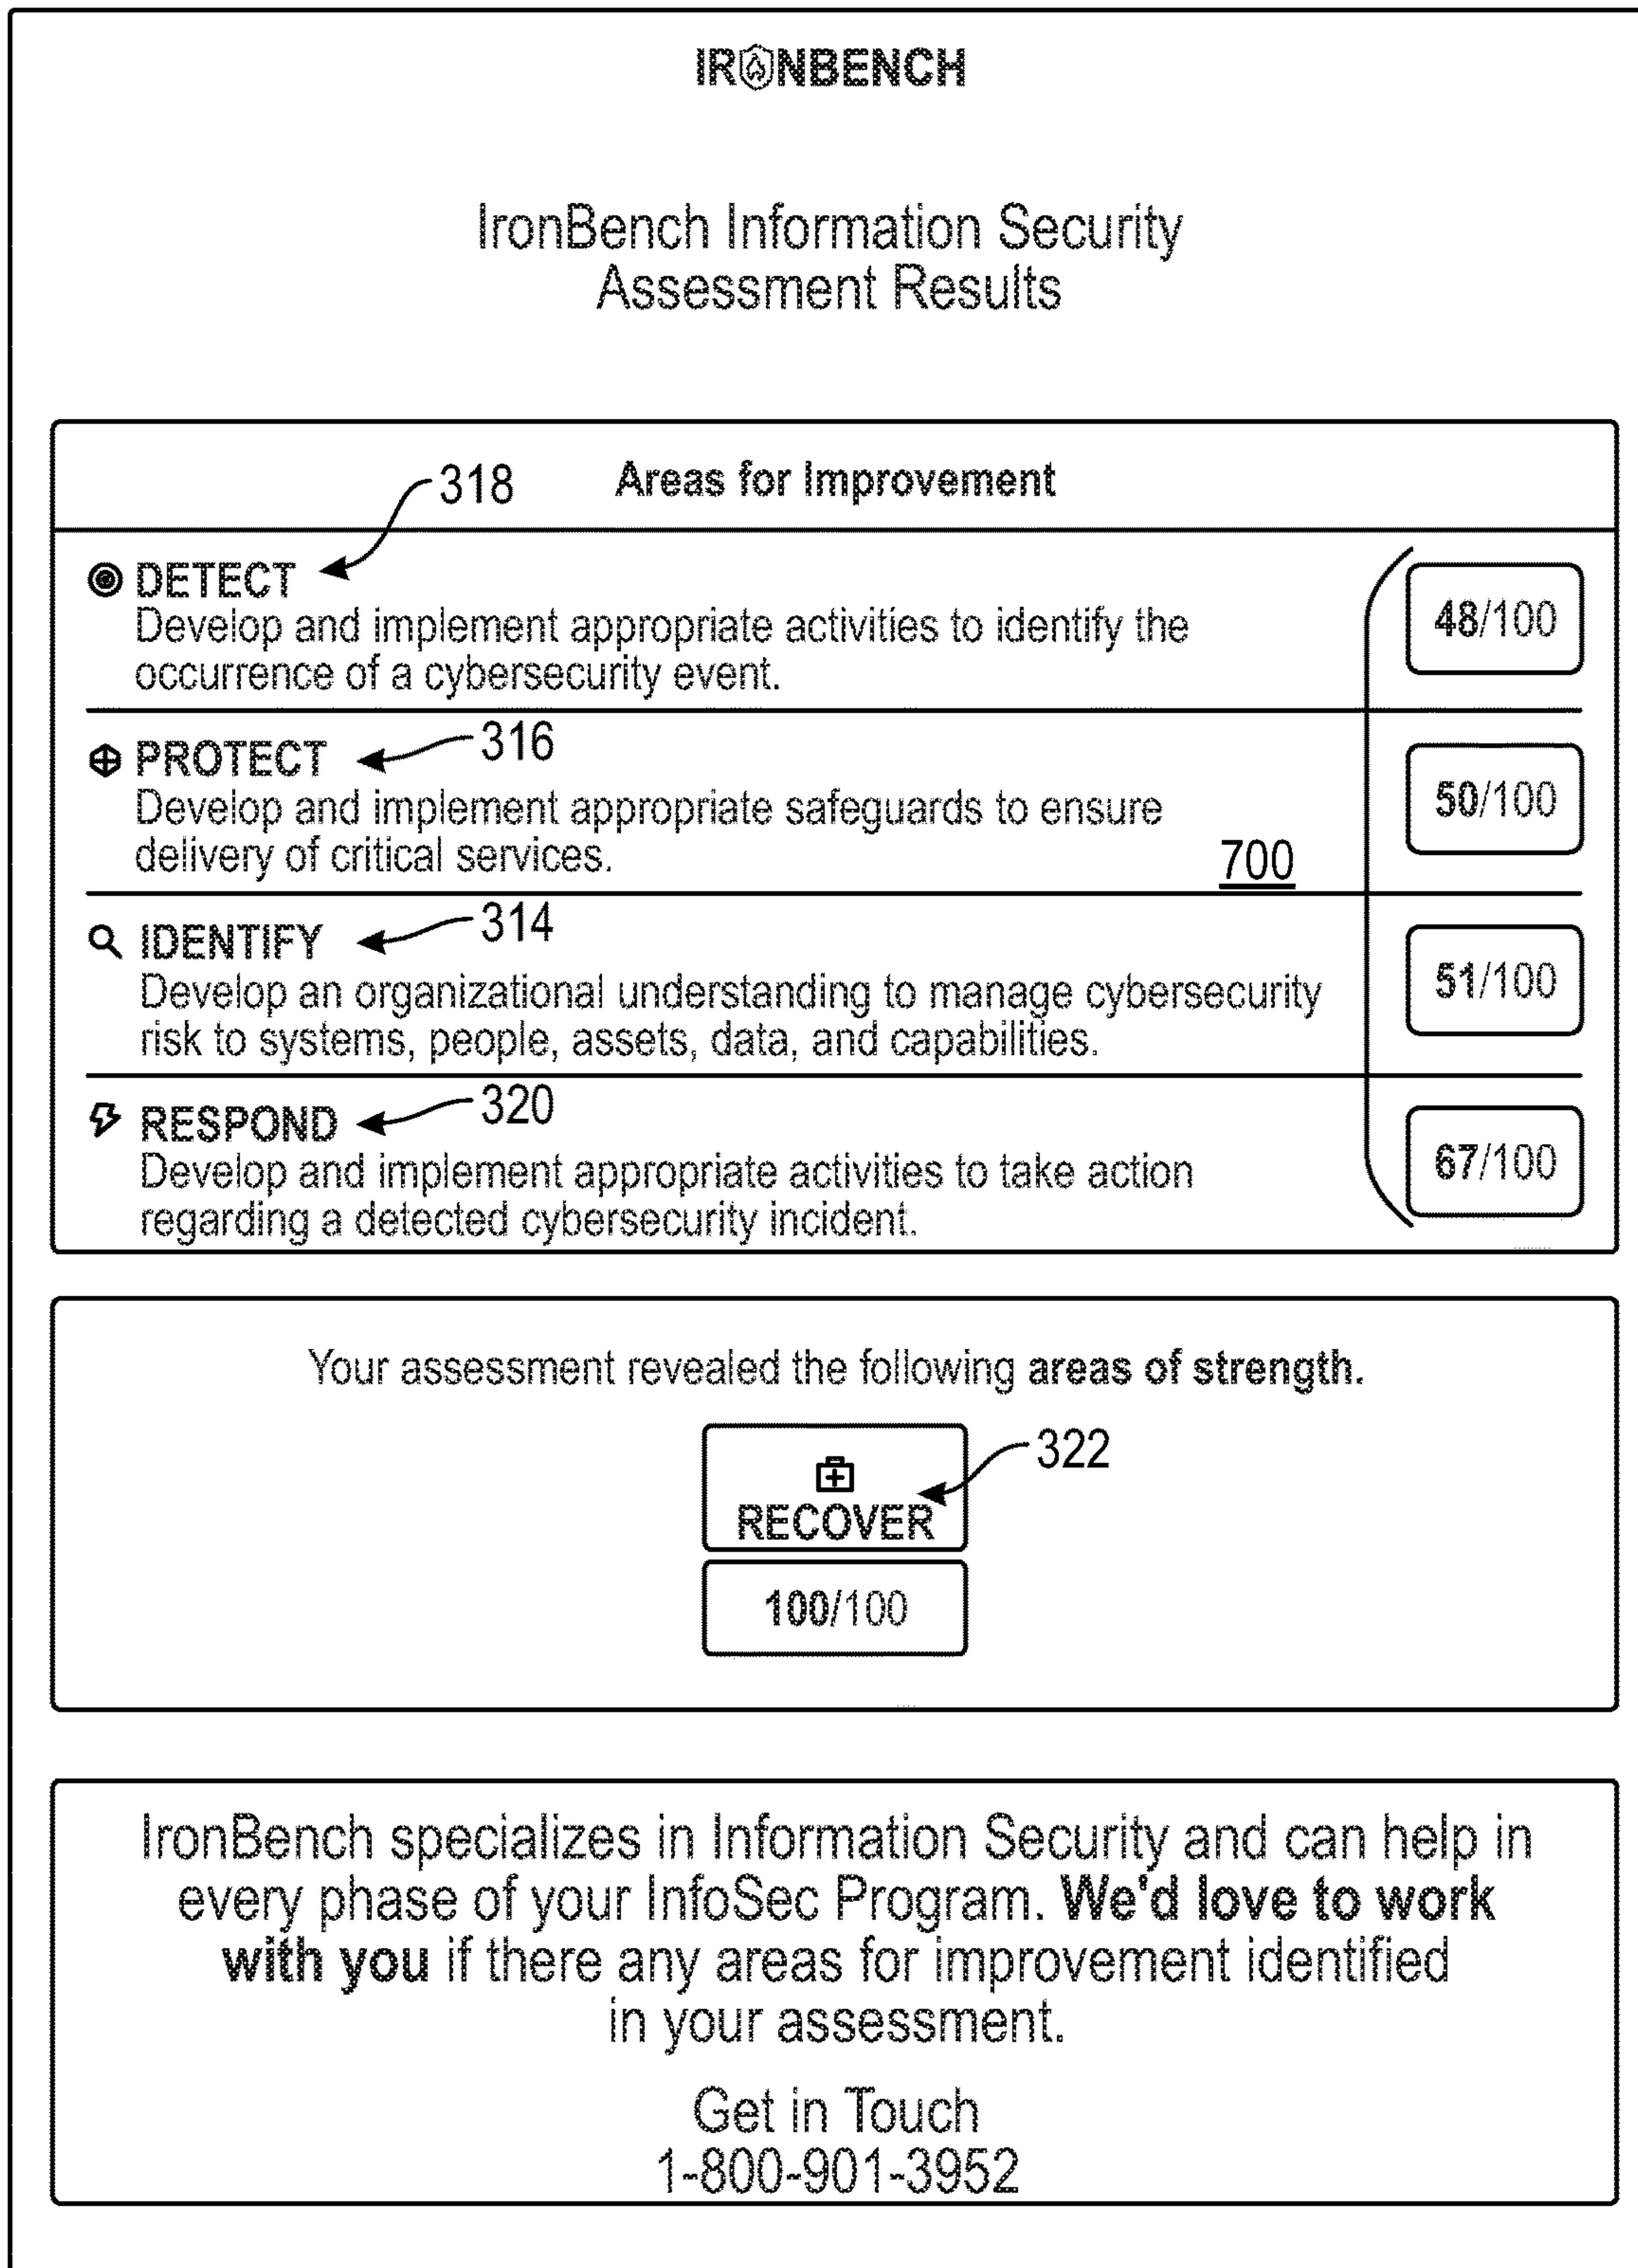 IRONBENCH
IronBench Information Security
Assessment Results
318
Areas for Improvement
DETECT
Develop and implement appropriate activities to identify the
occurrence of a cybersecurity event.
48/100
316
PROTECT
Develop and implement appropriate safeguards to ensure
delivery of critical services.
50/100
700
314
IDENTIFY
Develop an organizational understanding to manage cybersecurity
risk to systems, people, assets, data, and capabilities.
51/100
320
RESPOND
Develop and implement appropriate activities to take action
regarding a detected cybersecurity incident.
67/100
Your assessment revealed the following areas of strength.
322
RECOVER
100/100
IronBench specializes in Information Security and can help in
every phase of your InfoSec Program. We'd love to work
with you if there any areas for improvement identified
in your assessment.
Get in Touch
1-800-901-3952